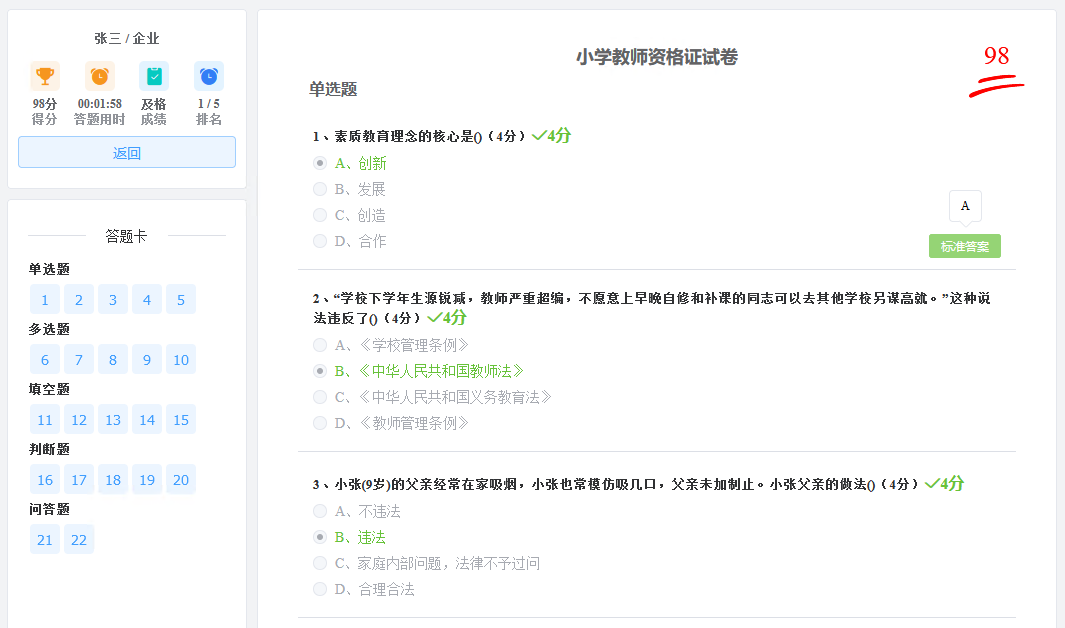 张三 / 企业
98分 00:01:58 及格 1 / 5
得分 答题用时 成绩 排名
返回
答题卡
单选题
1 2 3 4 5
多选题
6 7 8 9 10
填空题
11 12 13 14 15
判断题
16 17 18 19 20
问答题
21 22
小学教师资格证试卷
98
单选题
1、素质教育理念的核心是()（4分）4分
A、创新
B、发展
C、创造
D、合作
A
标准答案
2、“学校下学年生源锐减，教师严重超编，不愿意上早晚自修和补课的同志可以去其他学校另谋高就。”这种说
法违反了()（4分）4分
A、《学校管理条例》
B、《中华人民共和国教师法》
C、《中华人民共和国义务教育法》
D、《教师管理条例》
3、小张(9岁)的父亲经常在家吸烟，小张也常模仿吸几口，父亲未加制止。小张父亲的做法()（4分）4分
A、不违法
B、违法
C、家庭内部问题，法律不予过问
D、合理合法